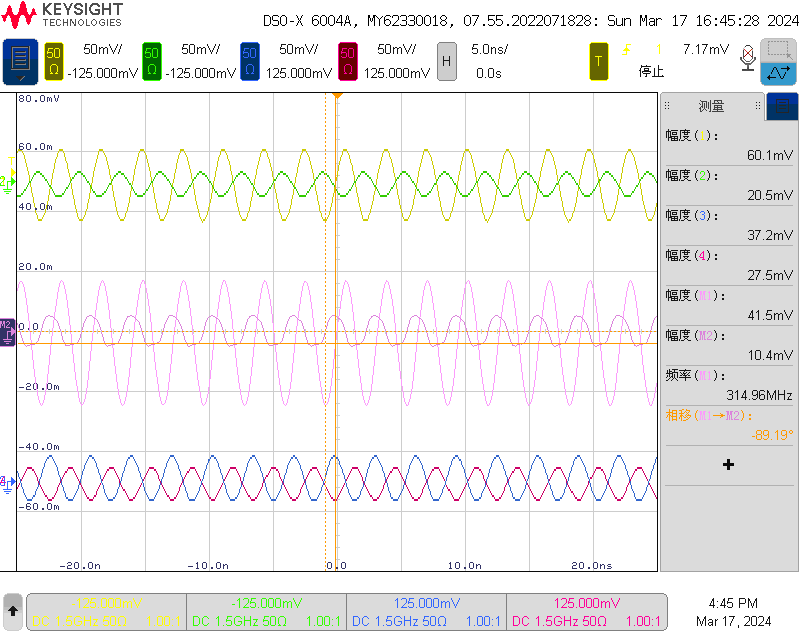 KEYSIGHT
TECHNOLOGIES
DSO-X 6004A, MY62330018, 07.55.2022071828: Sun Mar 17 16:45:28 2024
50 Ω 50mV/ -125.000mV
50 Ω 50mV/ -125.000mV
50 Ω 50mV/ 125.000mV
50 Ω 50mV/ 125.000mV
H 5.0ns/ 0.0s
T 1 7.17mV
停止
80.0mV
60.0m
40.0m
20.0m
0.0
-20.0m
-40.0m
-60.0m
M2
-20.0n -10.0n 0.0 10.0n 20.0ns
测量
幅度(1):
60.1mV
幅度(2):
20.5mV
幅度(3):
37.2mV
幅度(4):
27.5mV
幅度(M1):
41.5mV
幅度(M2):
10.4mV
频率(M1):
314.96MHz
相移(M1→M2):
-89.19°
+
-125.000mV
DC 1.5GHz 50Ω 1.00:1
-125.000mV
DC 1.5GHz 50Ω 1.00:1
125.000mV
DC 1.5GHz 50Ω 1.00:1
125.000mV
DC 1.5GHz 50Ω 1.00:1
4:45 PM
Mar 17, 2024